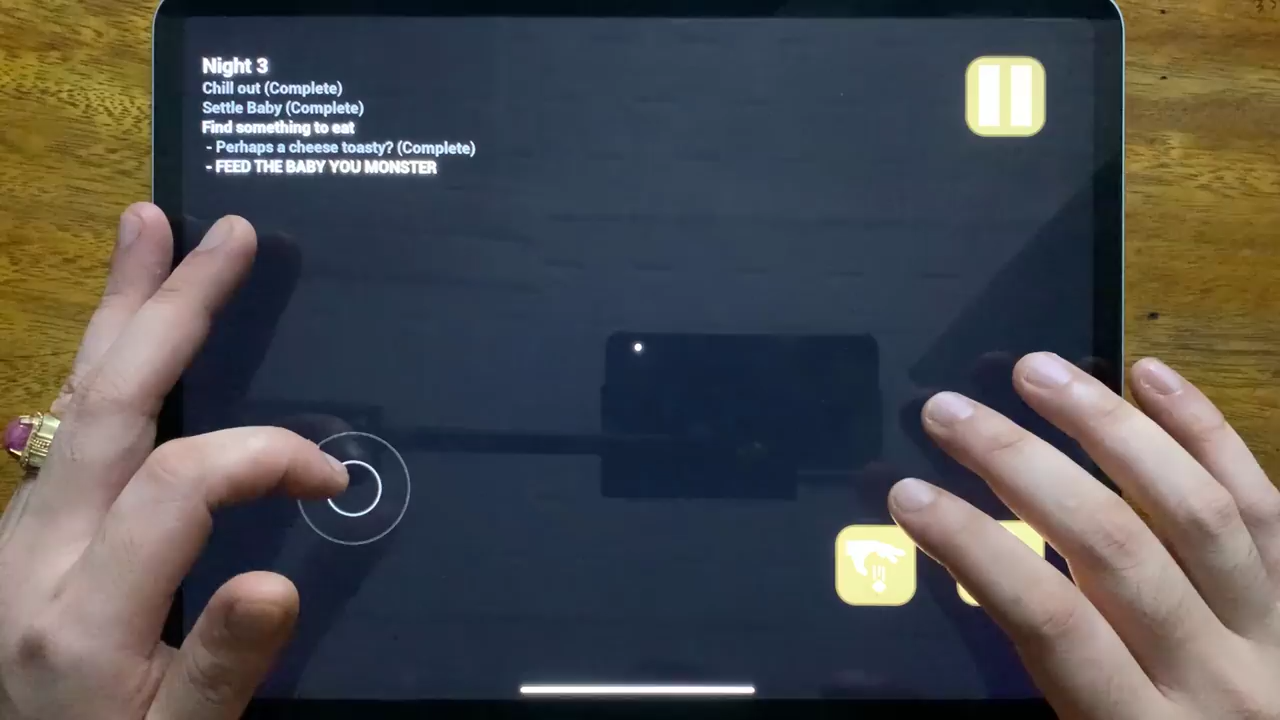 Night 3
Chill out (Complete)
Settle Baby (Complete)
Find something to eat
- Perhaps a cheese toasty? (Complete)
- FEED THE BABY YOU MONSTER